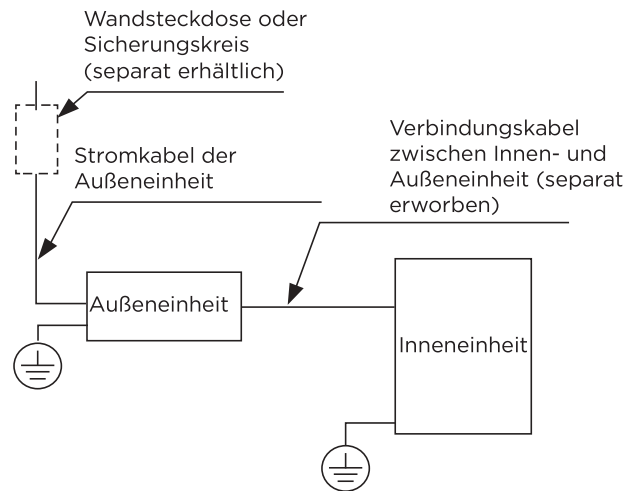 Wandsteckdose oder
Sicherungskreis
(separat erhältlich)
Stromkabel der
Außeneinheit
Verbindungskabel
zwischen Innen- und
Außeneinheit (separat
erworben)
Außeneinheit
Inneneinheit